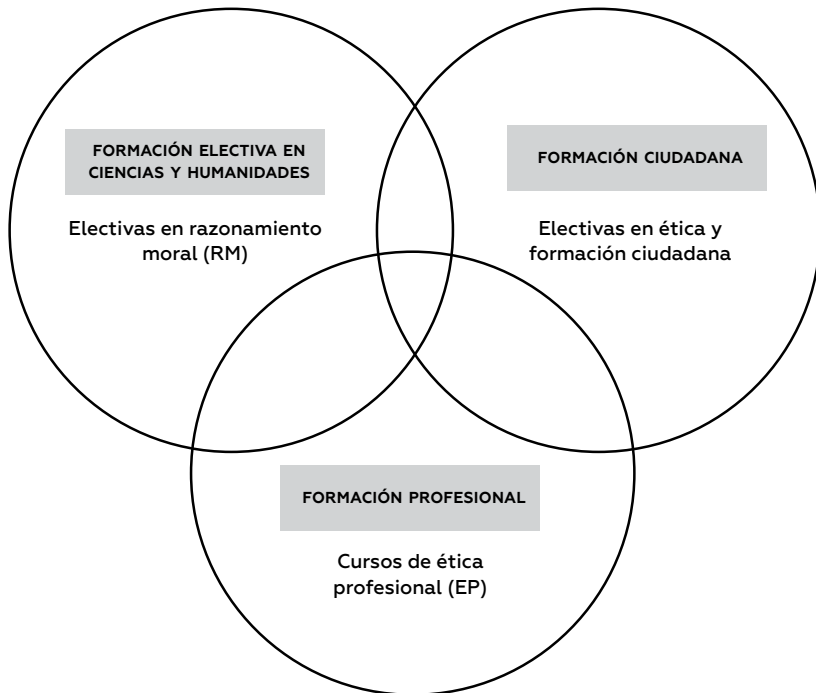 FORMACIÓN ELECTIVA EN
CIENCIAS Y HUMANIDADES
Electivas en razonamiento
moral (RM)
FORMACIÓN CIUDADANA
Electivas en ética y
formación ciudadana
FORMACIÓN PROFESIONAL
Cursos de ética
profesional (EP)